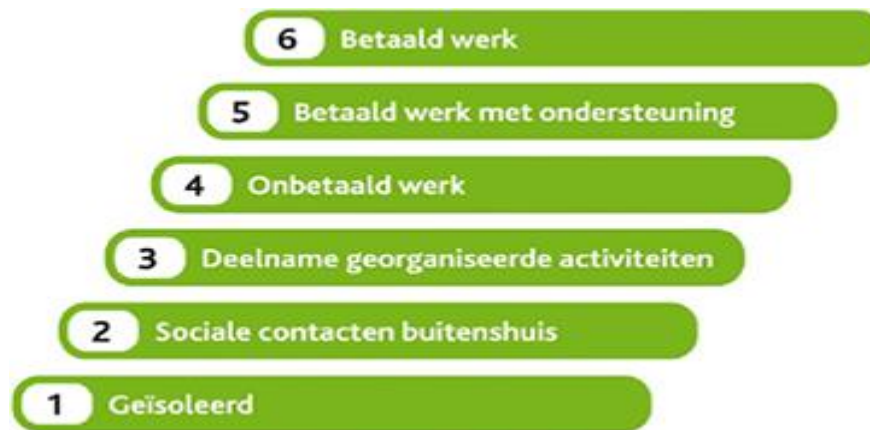 6 Betaald werk
5 Betaald werk met ondersteuning
4 Onbetaald werk
3 Deelname georganiseerde activiteiten
2 Sociale contacten buitenshuis
1 Geïsoleerd